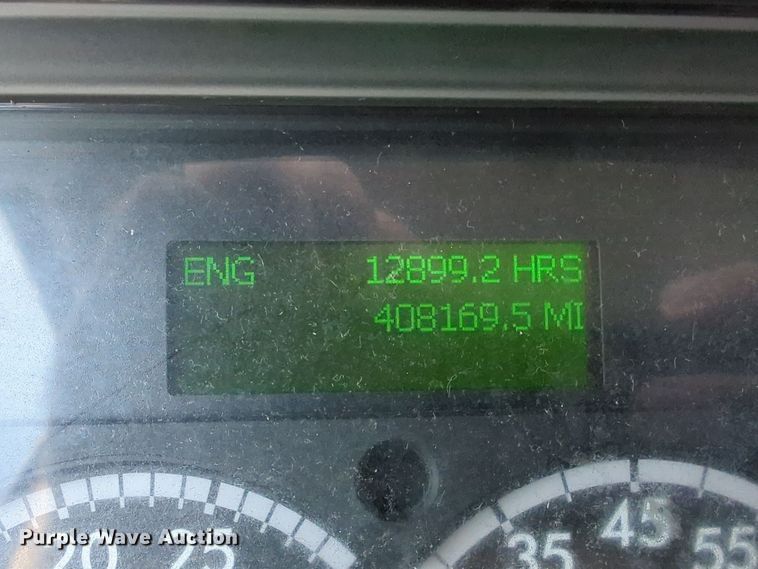 ENG 12899.2 HRS
408169.5 MI
20 25 35 45 55
Purple Wave Auction